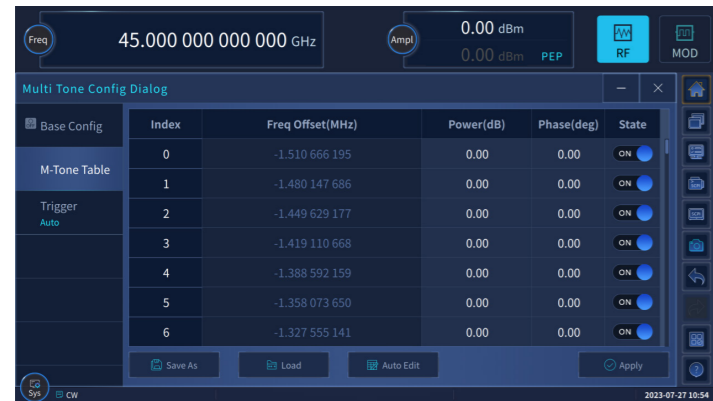 Freq 45.000 000 000 000 GHz Ampl 0.00 dBm RF MOD
0.00 dBm PEP
Multi Tone Config Dialog
Base Config Index Freq Offset(MHz) Power(dB) Phase(deg) State
M-Tone Table 0 -1.510 666 195 0.00 0.00 ON
1 -1.480 147 686 0.00 0.00 ON
Trigger 2 -1.449 629 177 0.00 0.00 ON
Auto
3 -1.419 110 668 0.00 0.00 ON
4 -1.388 592 159 0.00 0.00 ON
5 -1.358 073 650 0.00 0.00 ON
6 -1.327 555 141 0.00 0.00 ON
Save As Load Auto Edit Apply
Sys CW 2023-07-27 10:54